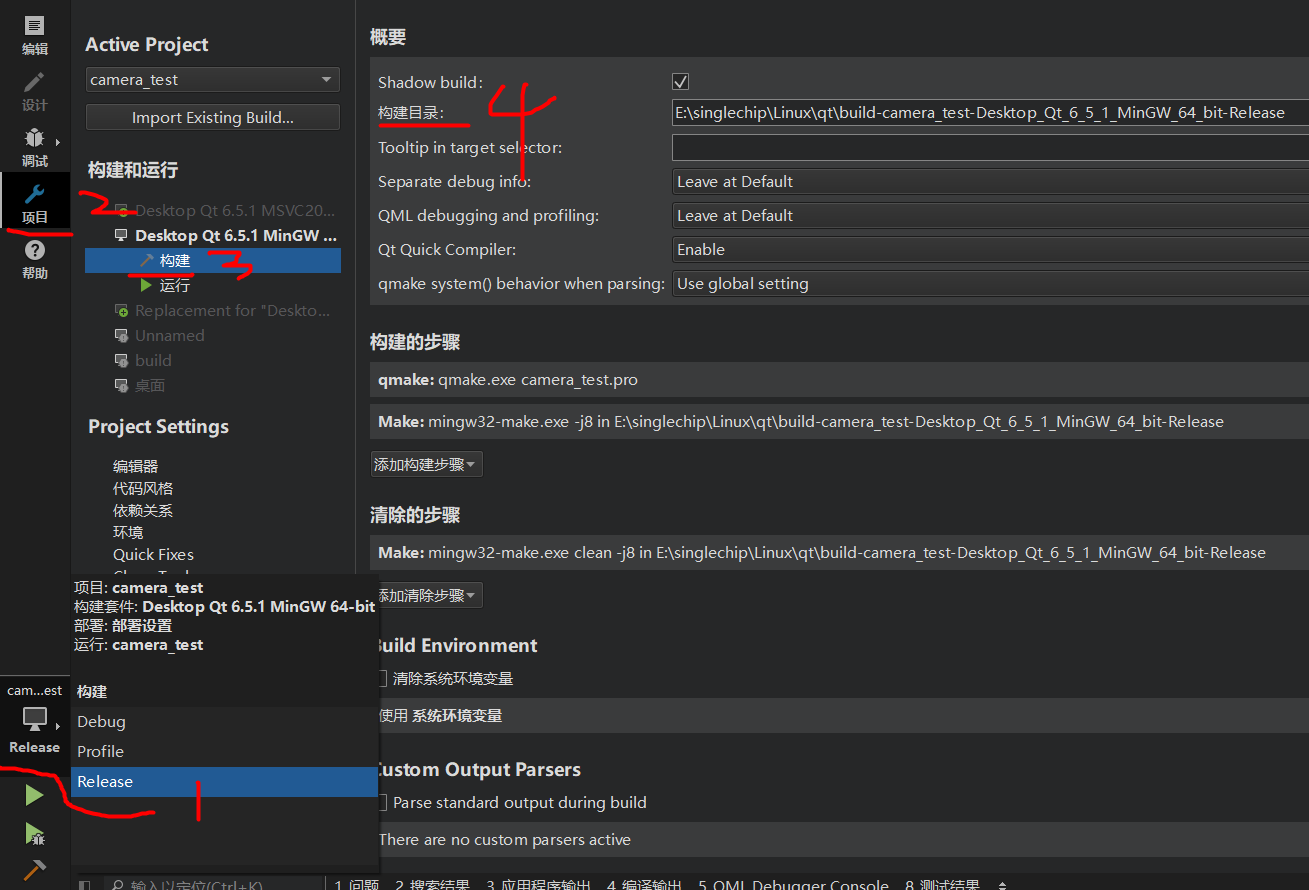 编辑
设计
调试
项目
帮助
cam...est
Release
Active Project
camera_test
Import Existing Build...
构建和运行
2
Desktop Qt 6.5.1 MSVC20...
Desktop Qt 6.5.1 MinGW ...
构建
3
运行
Replacement for "Deskto...
Unnamed
build
桌面
Project Settings
编辑器
代码风格
依赖关系
环境
Quick Fixes
项目: camera_test
构建套件: Desktop Qt 6.5.1 MinGW 64-bit
部署: 部署设置
运行: camera_test
构建
Debug
Profile
Release
1
概要
Shadow build:
构建目录:
4
E:\singlechip\Linux\qt\build-camera_test-Desktop_Qt_6_5_1_MinGW_64_bit-Release
Tooltip in target selector:
Separate debug info:
Leave at Default
QML debugging and profiling:
Leave at Default
Qt Quick Compiler:
Enable
qmake system() behavior when parsing:
Use global setting
构建的步骤
qmake: qmake.exe camera_test.pro
Make: mingw32-make.exe -j8 in E:\singlechip\Linux\qt\build-camera_test-Desktop_Qt_6_5_1_MinGW_64_bit-Release
添加构建步骤
清除的步骤
Make: mingw32-make.exe clean -j8 in E:\singlechip\Linux\qt\build-camera_test-Desktop_Qt_6_5_1_MinGW_64_bit-Release
添加清除步骤
Build Environment
清除系统环境变量
使用 系统环境变量
Custom Output Parsers
Parse standard output during build
There are no custom parsers active
输入以定位(Ctrl+K)
1 问题
2 搜索结果
3 应用程序输出
4 编译输出
5 QML Debugger Console
8 测试结果